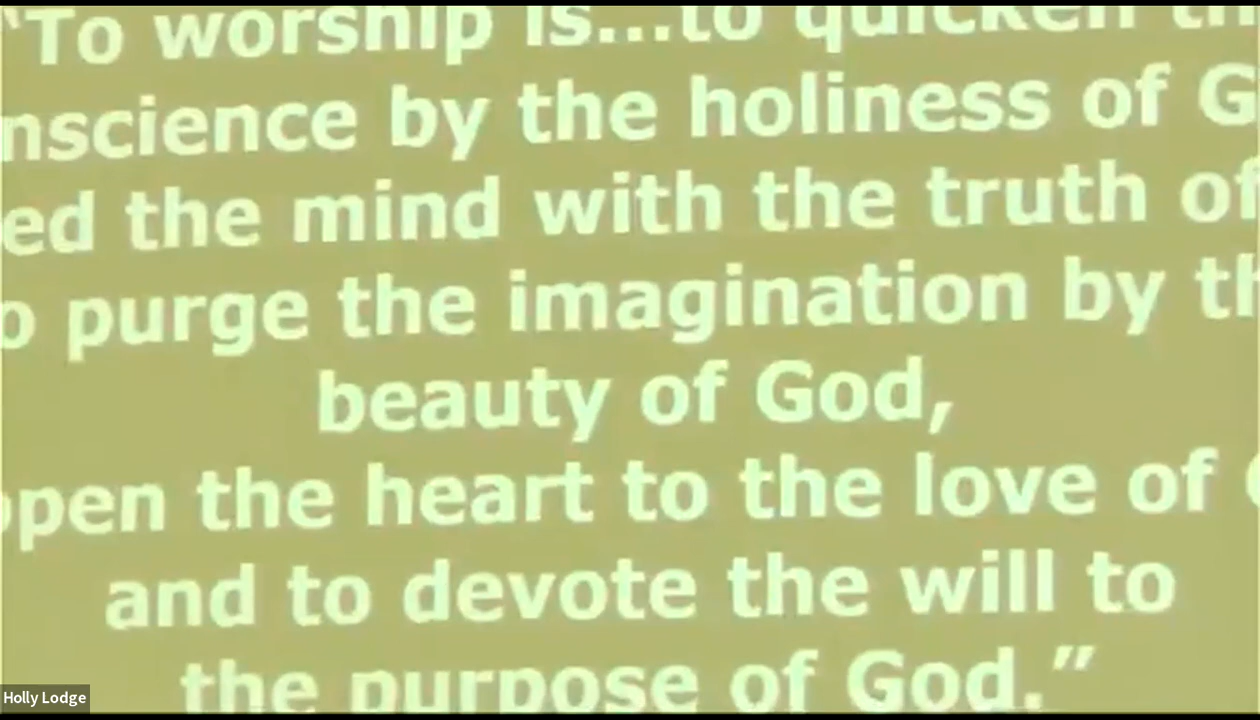 “To worship is...to quicken th
nscience by the holiness of G
ed the mind with the truth of
o purge the imagination by th
beauty of God,
pen the heart to the love of
and to devote the will to
the purpose of God.”
Holly Lodge